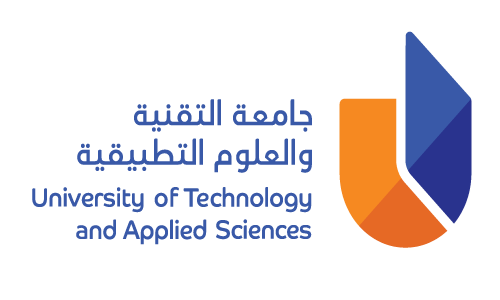 جامعة التقنية
والعلوم التطبيقية
University of Technology
and Applied Sciences